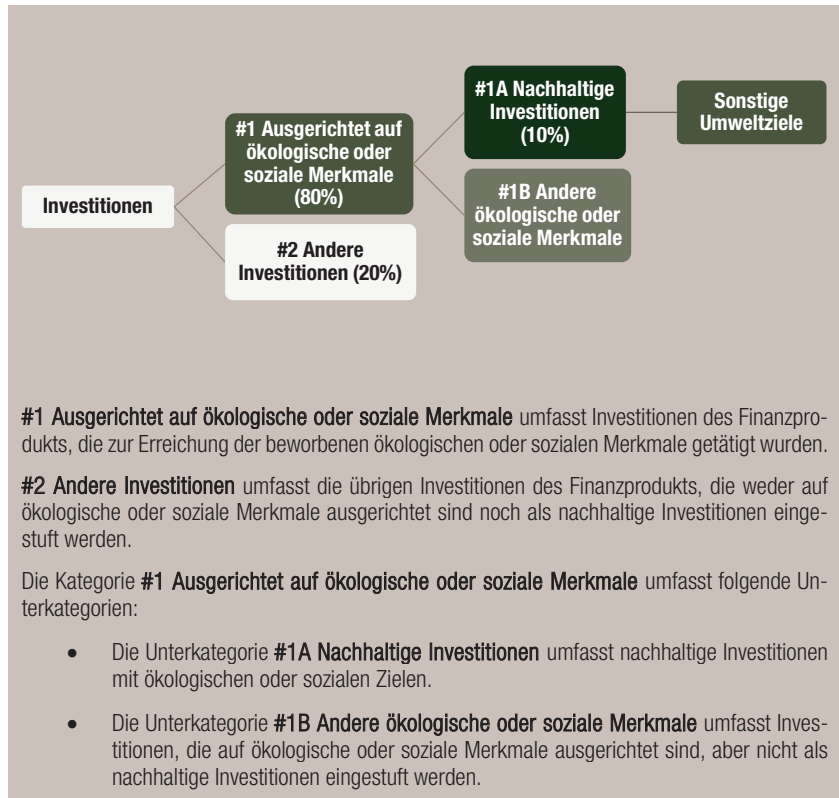 #1A Nachhaltige
Investitionen
(10%)
Sonstige
Umweltziele
#1 Ausgerichtet auf
ökologische oder
soziale Merkmale
(80%)
#1B Andere
ökologische oder
soziale Merkmale
Investitionen
#2 Andere
Investitionen (20%)
#1 Ausgerichtet auf ökologische oder soziale Merkmale umfasst Investitionen des Finanzpro-
dukts, die zur Erreichung der beworbenen ökologischen oder sozialen Merkmale getätigt wurden.
#2 Andere Investitionen umfasst die übrigen Investitionen des Finanzprodukts, die weder auf
ökologische oder soziale Merkmale ausgerichtet sind noch als nachhaltige Investitionen einge-
stuft werden.
Die Kategorie #1 Ausgerichtet auf ökologische oder soziale Merkmale umfasst folgende Un-
terkategorien:
• Die Unterkategorie #1A Nachhaltige Investitionen umfasst nachhaltige Investitionen
mit ökologischen oder sozialen Zielen.
• Die Unterkategorie #1B Andere ökologische oder soziale Merkmale umfasst Inves-
titionen, die auf ökologische oder soziale Merkmale ausgerichtet sind, aber nicht als
nachhaltige Investitionen eingestuft werden.